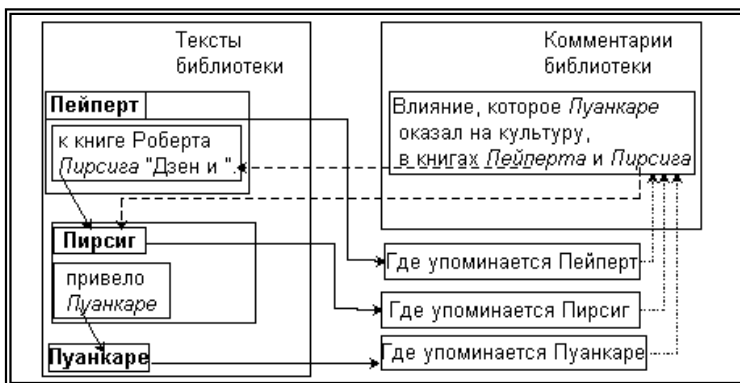 Тексты
библиотеки
Пейперт
к книге Роберта
Пирсига "Дзен и ".
Пирсиг
привело
Пуанкаре
Пуанкаре
Комментарии
библиотеки
Влияние, которое Пуанкаре
оказал на культуру,
в книгах Пейперта и Пирсига
Где упоминается Пейперт
Где упоминается Пирсиг
Где упоминается Пуанкаре